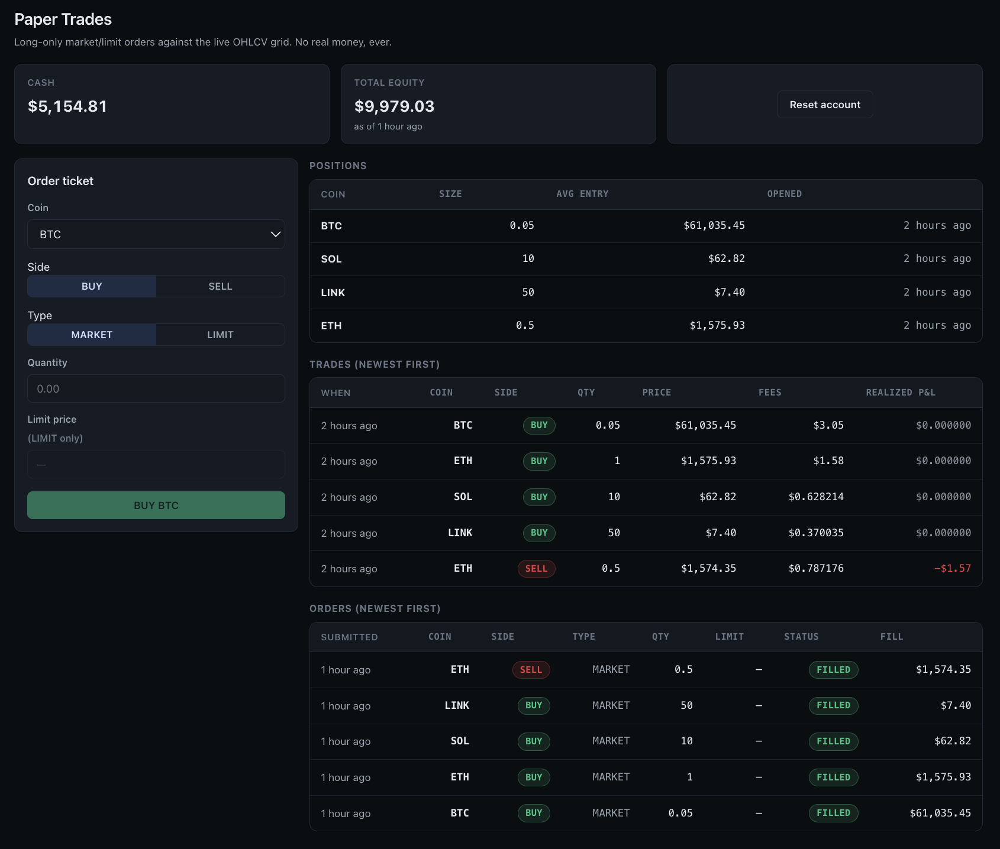 Paper Trades
Long-only market/limit orders against the live OHLCV grid. No real money, ever.
CASH
$5,154.81
TOTAL EQUITY
$9,979.03
as of 1 hour ago
Reset account
Order ticket
Coin
BTC
Side
BUY SELL
Type
MARKET LIMIT
Quantity
0.00
Limit price
(LIMIT only)
—
BUY BTC
POSITIONS
COIN SIZE AVG ENTRY OPENED
BTC 0.05 $61,035.45 2 hours ago
SOL 10 $62.82 2 hours ago
LINK 50 $7.40 2 hours ago
ETH 0.5 $1,575.93 2 hours ago
TRADES (NEWEST FIRST)
WHEN COIN SIDE QTY PRICE FEES REALIZED P&L
2 hours ago BTC BUY 0.05 $61,035.45 $3.05 $0.000000
2 hours ago ETH BUY 1 $1,575.93 $1.58 $0.000000
2 hours ago SOL BUY 10 $62.82 $0.628214 $0.000000
2 hours ago LINK BUY 50 $7.40 $0.370035 $0.000000
2 hours ago ETH SELL 0.5 $1,574.35 $0.787176 −$1.57
ORDERS (NEWEST FIRST)
SUBMITTED COIN SIDE TYPE QTY LIMIT STATUS FILL
1 hour ago ETH SELL MARKET 0.5 — FILLED $1,574.35
1 hour ago LINK BUY MARKET 50 — FILLED $7.40
1 hour ago SOL BUY MARKET 10 — FILLED $62.82
1 hour ago ETH BUY MARKET 1 — FILLED $1,575.93
1 hour ago BTC BUY MARKET 0.05 — FILLED $61,035.45